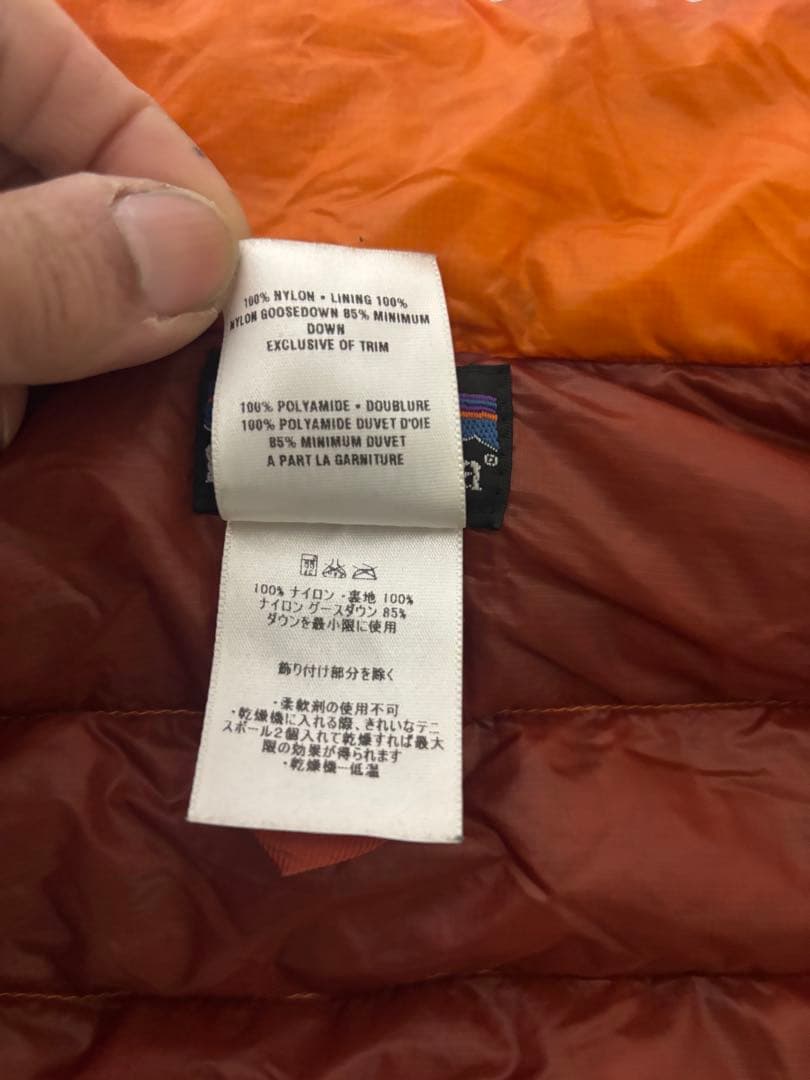 100% NYLON • LINING 100%
NYLON GOOSEDOWN 85% MINIMUM
DOWN
EXCLUSIVE OF TRIM
100% POLYAMIDE • DOUBLURE
100% POLYAMIDE DUVET D'OIE
85% MINIMUM DUVET
A PART LA GARNITURE
a®
100% ナイロン・裏地 100%
ナイロン グースダウン 85%
ダウンを最小限に使用
飾り付け部分を除く
・柔軟剤の使用不可
・乾燥機に入れる際、きれいなテニ
スボール2個入れて乾燥すれば最大
限の効果が得られます
・乾燥機一低温